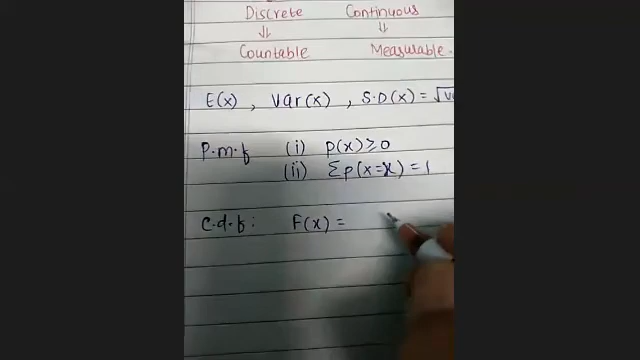 Discrete Continuous
⇓ ⇓
Countable Measurable.
E(x) , Var(x) , S.D(x) = √
P.m.f (i) p(x) ≥ 0
(ii) Σp(x=x) = 1
C.d.f: F(x) =